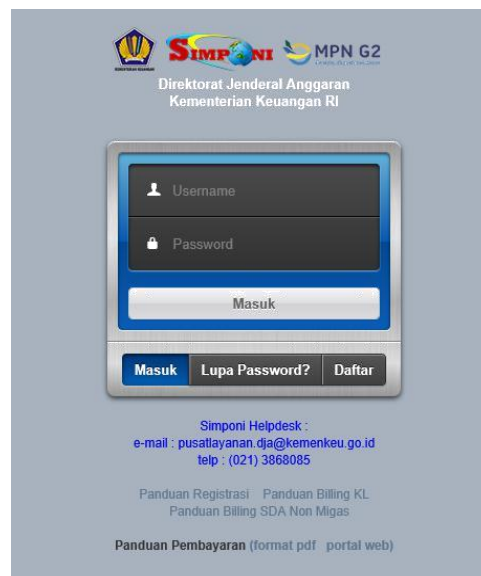 SIMPONI MPN G2
Direktorat Jenderal Anggaran
Kementerian Keuangan RI
Username
Password
Masuk
Masuk Lupa Password? Daftar
Simponi Helpdesk :
e-mail : pusatlayanan.dja@kemenkeu.go.id
telp : (021) 3868085
Panduan Registrasi Panduan Billing KL
Panduan Billing SDA Non Migas
Panduan Pembayaran (format pdf portal web)